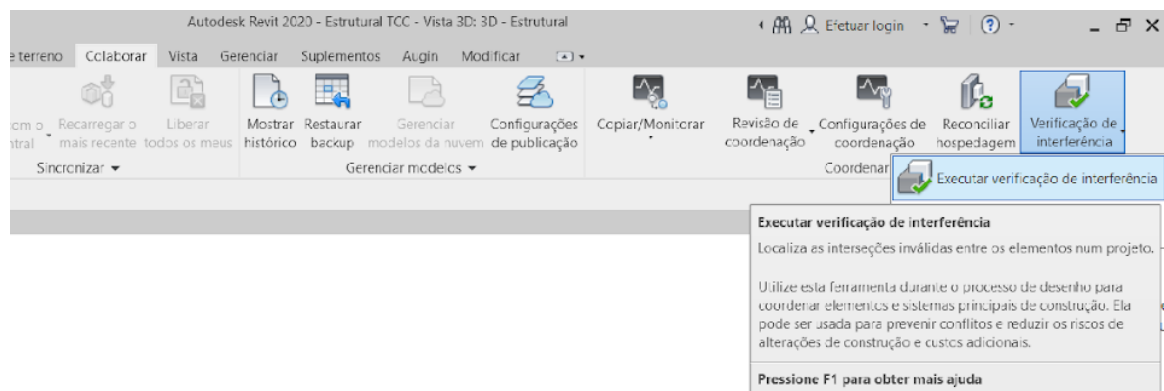 Autodesk Revit 2020 - Estrutural TCC - Vista 3D: 3D - Estrutural
Efetuar login
e terreno Colaborar Vista Gerenciar Suplementos Augin Modificar
com o Recarregar o Liberar Mostrar Restaurar Gerenciar Configurações Copiar/Monitorar Revisão de Configurações de Reconciliar Verificação de
ntral mais recente todos os meus histórico backup modelos da nuvem de publicação coordenação coordenação hospedagem interferência
Sincronizar Gerenciar modelos Coordenar
Executar verificação de interferência
Executar verificação de interferência
Localiza as interseções inválidas entre os elementos num projeto.
Utilize esta ferramenta durante o processo de desenho para
coordenar elementos e sistemas principais de construção. Ela
pode ser usada para prevenir conflitos e reduzir os riscos de
alterações de construção e custos adicionais.
Pressione F1 para obter mais ajuda